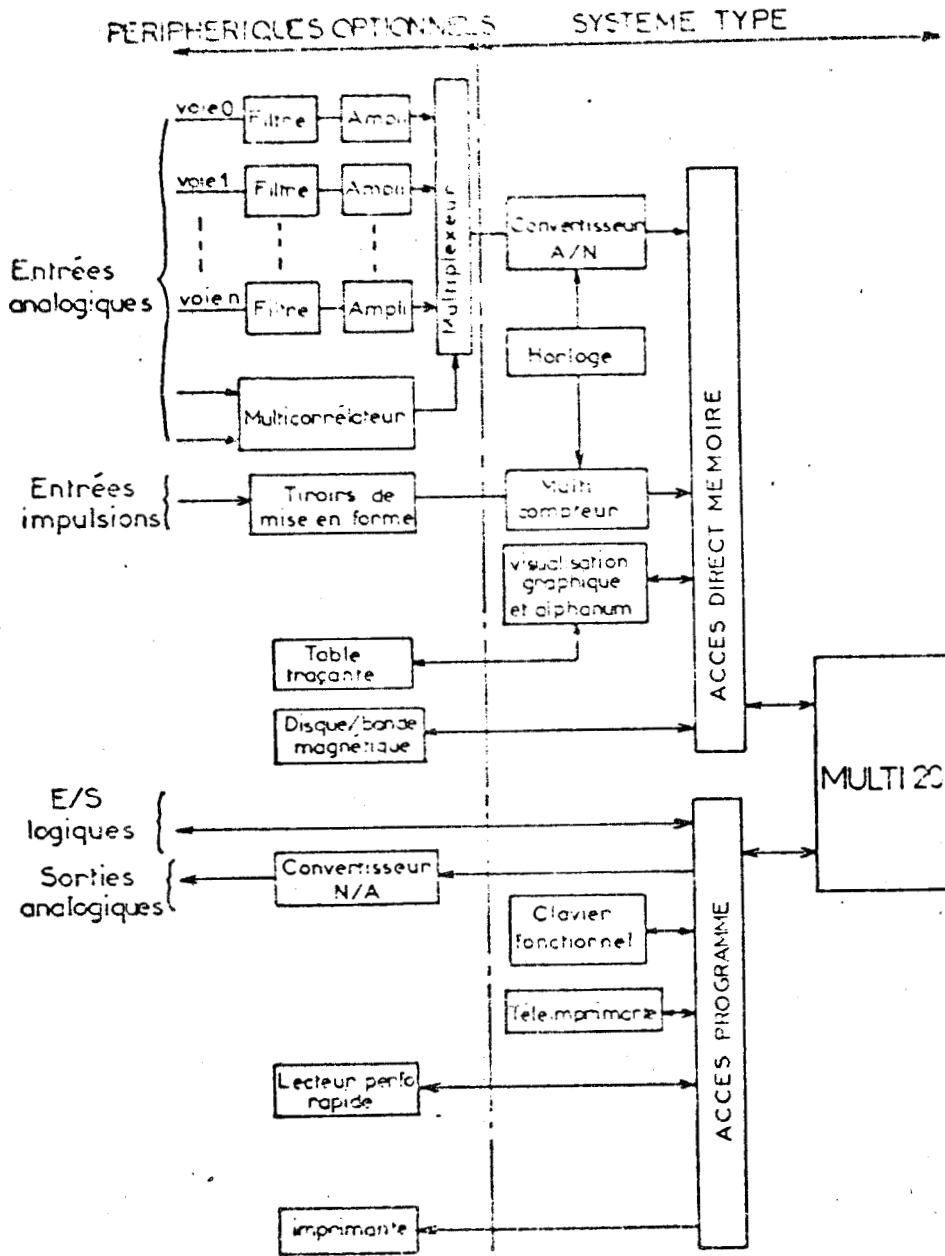 PERIPHERIQUES OPTIONNELS
SYSTEME TYPE
voie 0
Filtre
Ampli
voie 1
Filtre
Ampli
Entrées
analogiques
voie n
Filtre
Ampli
Multiplexeur
Convertisseur
A/N
Horloge
Multicorrélateur
Entrées
impulsions
Tiroirs de
mise en forme
Multi
compteur
visualisation
graphique
et alphanum
Table
traçante
Disque/bande
magnétique
ACCES DIRECT MEMOIRE
MULTI 20
E/S
logiques
Sorties
analogiques
Convertisseur
N/A
Clavier
fonctionnel
Téléimprimante
Lecteur perfo
rapide
imprimante
ACCES PROGRAMME